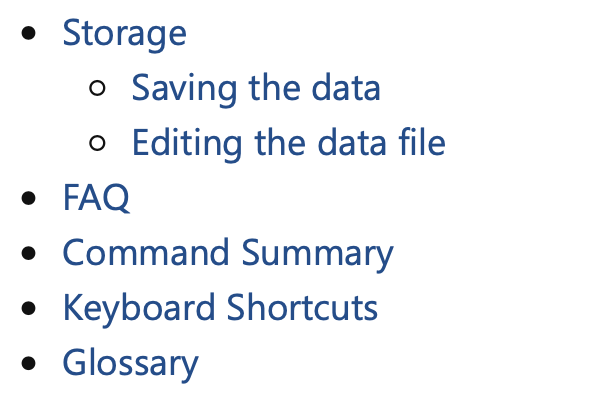 Storage
Saving the data
Editing the data file
FAQ
Command Summary
Keyboard Shortcuts
Glossary